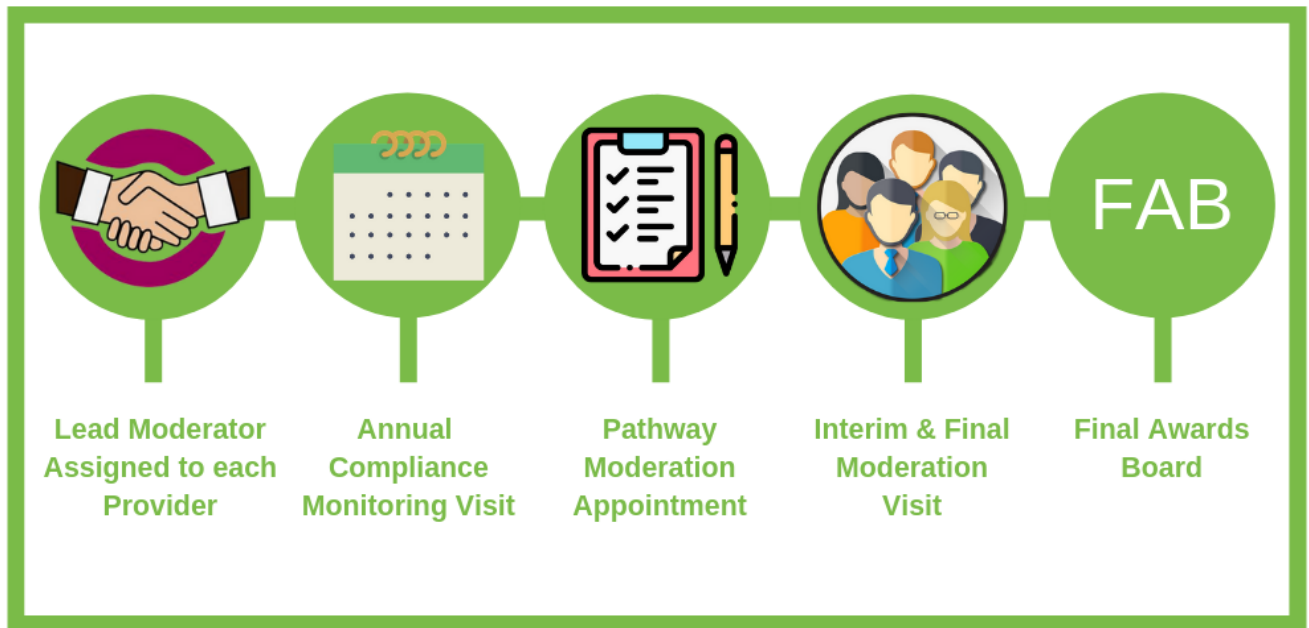 FAB
Lead Moderator
Assigned to each
Provider
Annual
Compliance
Monitoring Visit
Pathway
Moderation
Appointment
Interim & Final
Moderation
Visit
Final Awards
Board